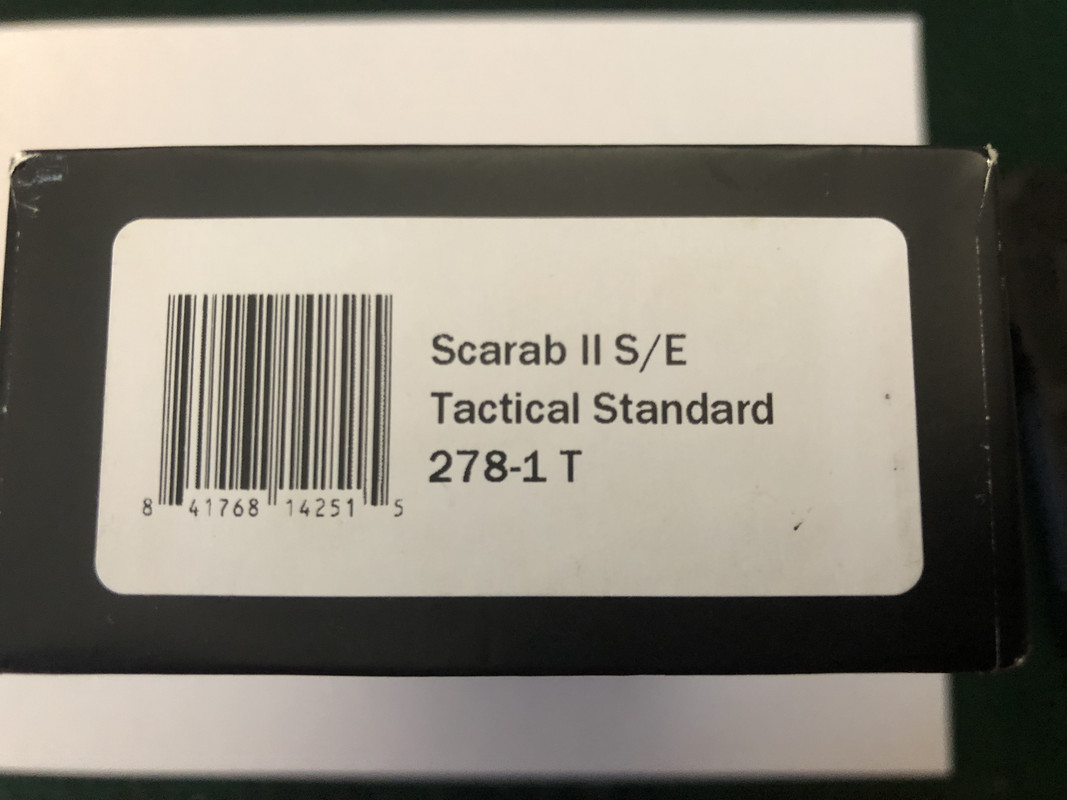 Scarab II S/E
Tactical Standard
278-1 T
8 41768 14251 5